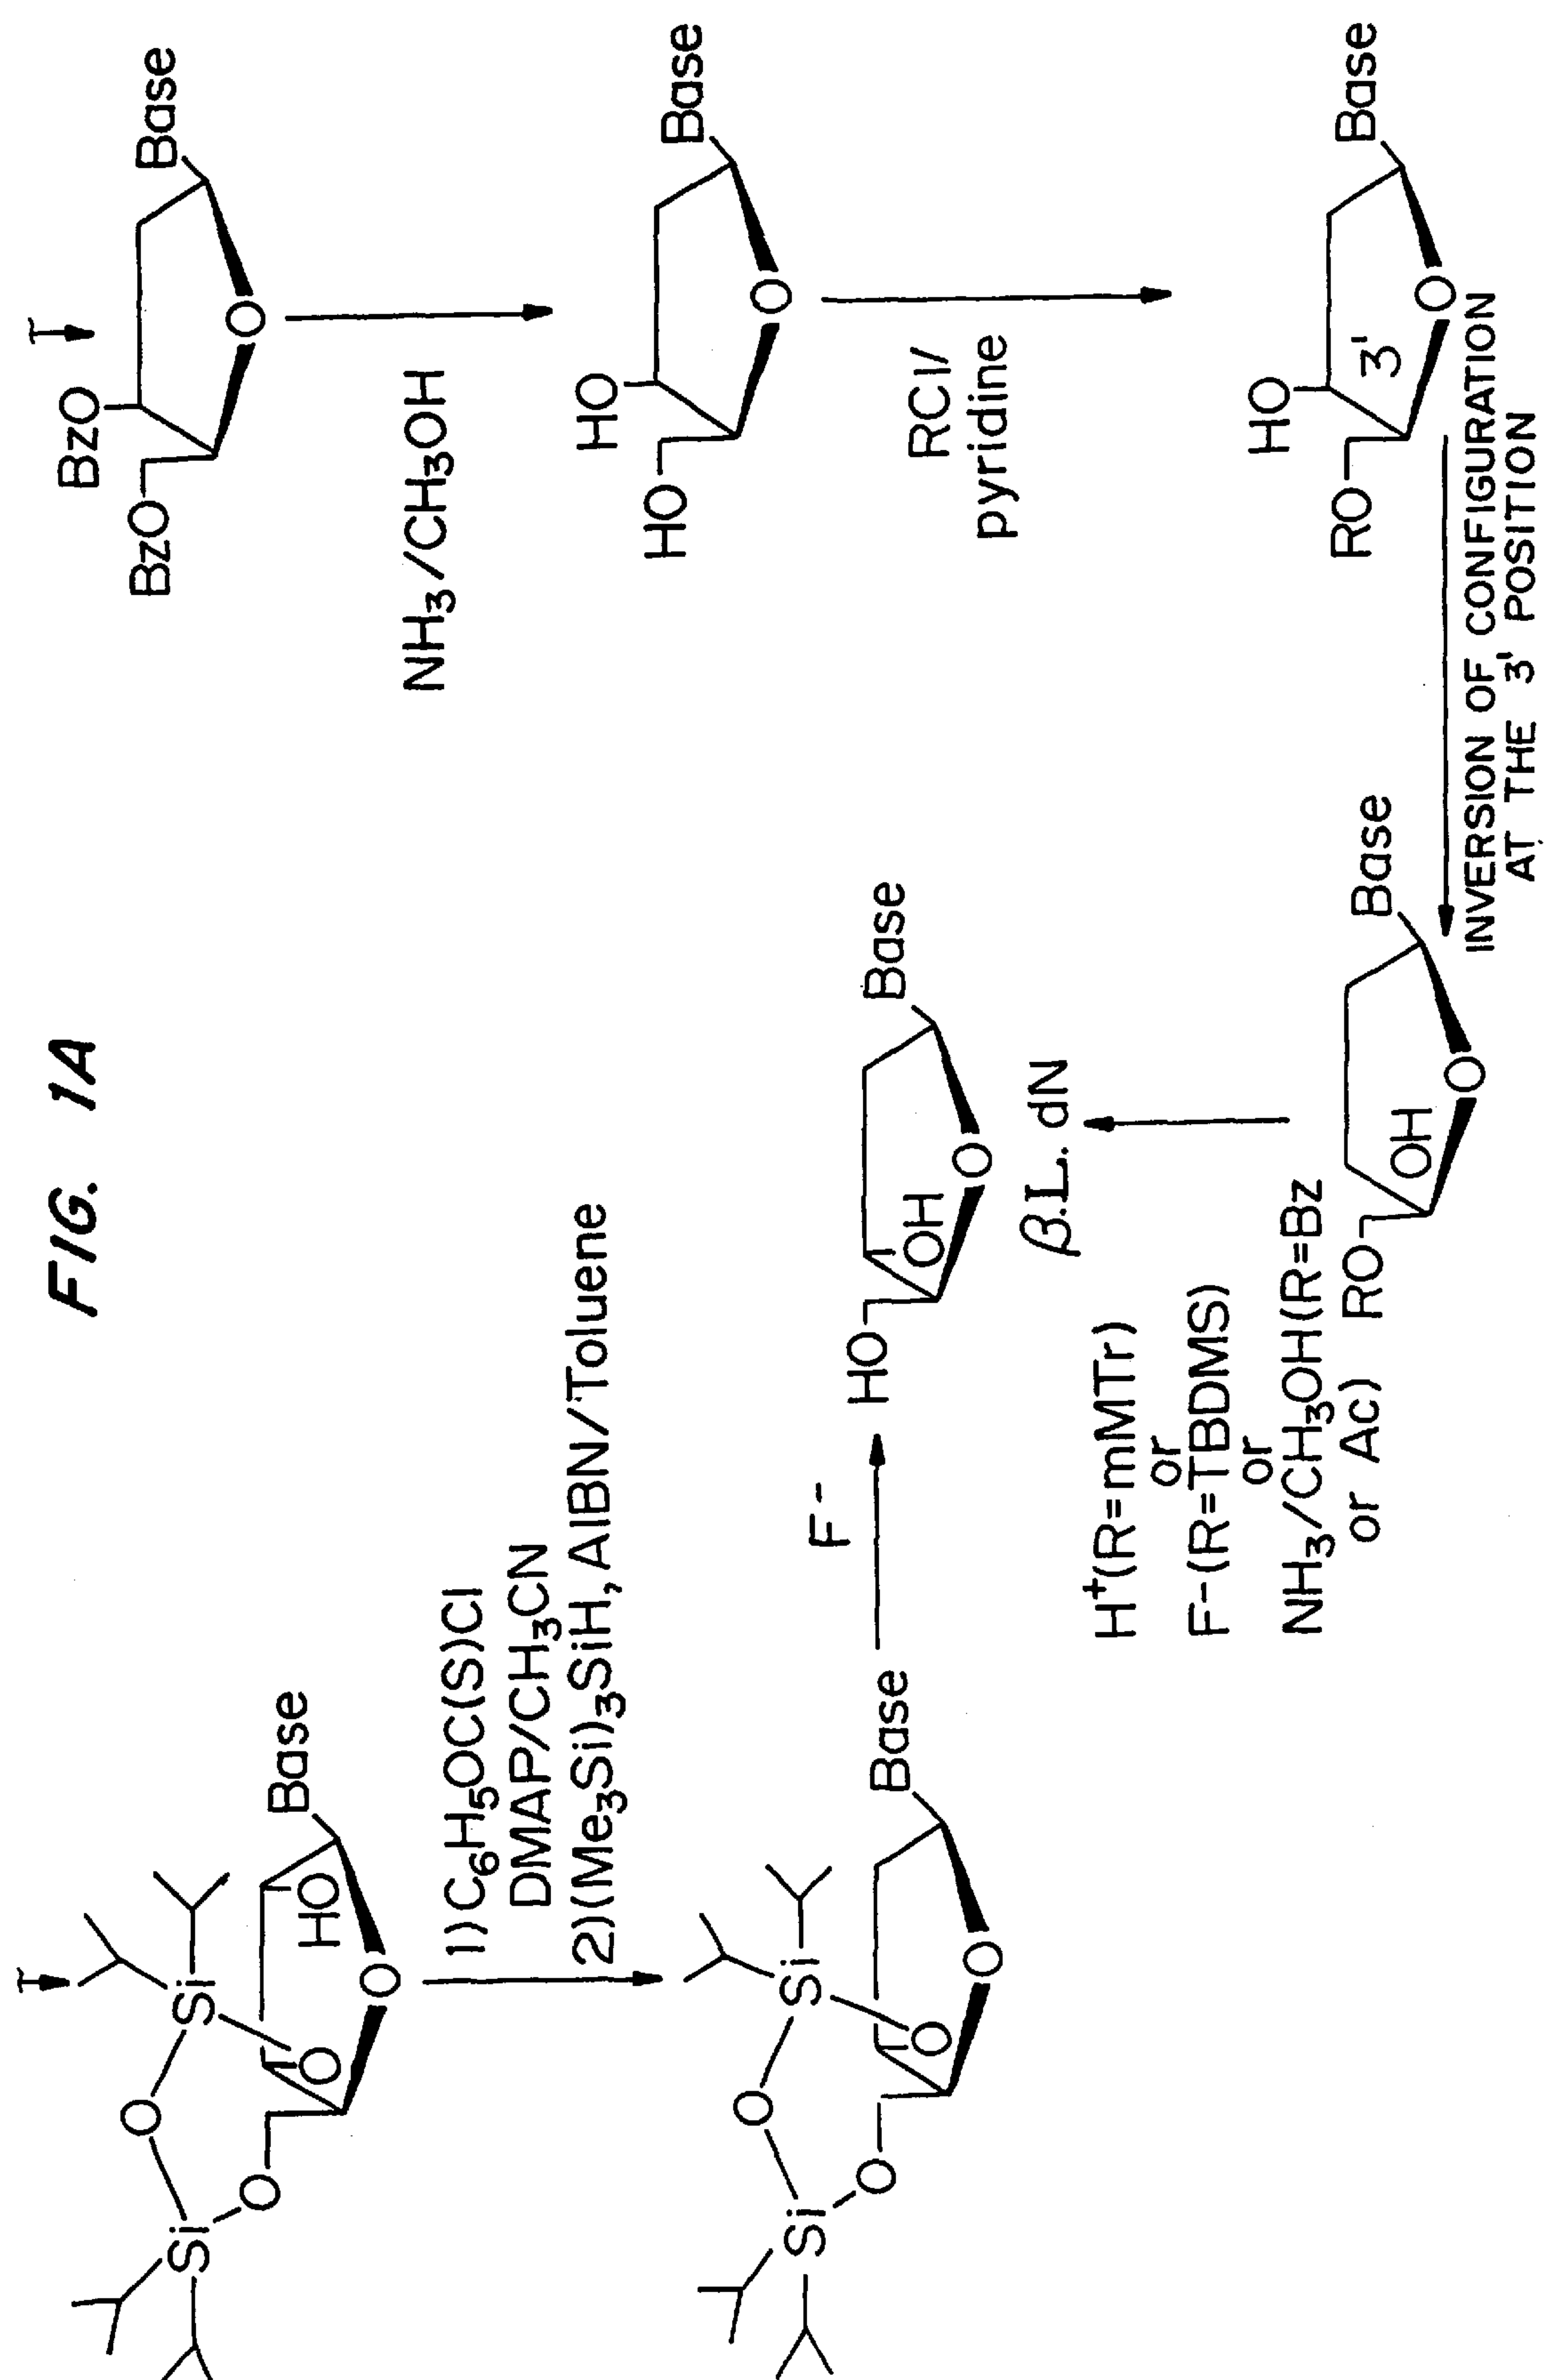 FIG. 1A
Si
O
Si
O
O
HO
O
Base
1)C6H5OC(S)Cl
DMAP/CH3CN
2)(Me3Si)3SiH, AIBN/Toluene
Si
O
Si
O
O
O
Base
F-
HO
OH
O
Base
β.L. dN
H+(R=mMTr)
or
F-(R=TBDMS)
or
NH3/CH3OH(R=Bz
or Ac)
RO
OH
O
Base
BzO
BzO
O
Base
NH3/CH3OH
HO
HO
O
Base
RCl/
pyridine
RO
HO
3'
O
Base
INVERSION OF CONFIGURATION
AT THE 3' POSITION